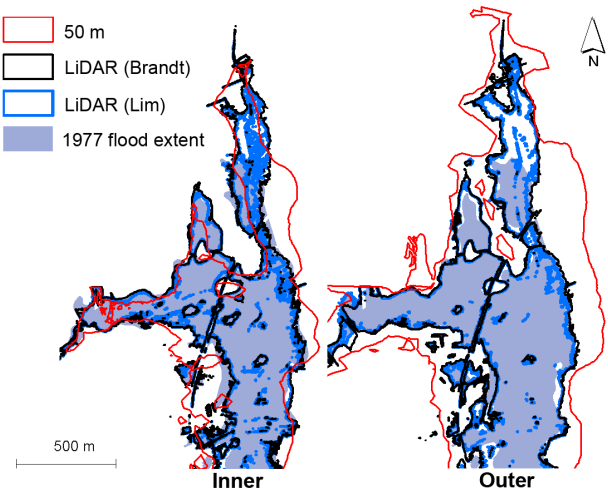 50 m
LiDAR (Brandt)
LiDAR (Lim)
1977 flood extent
N
500 m
Inner
Outer